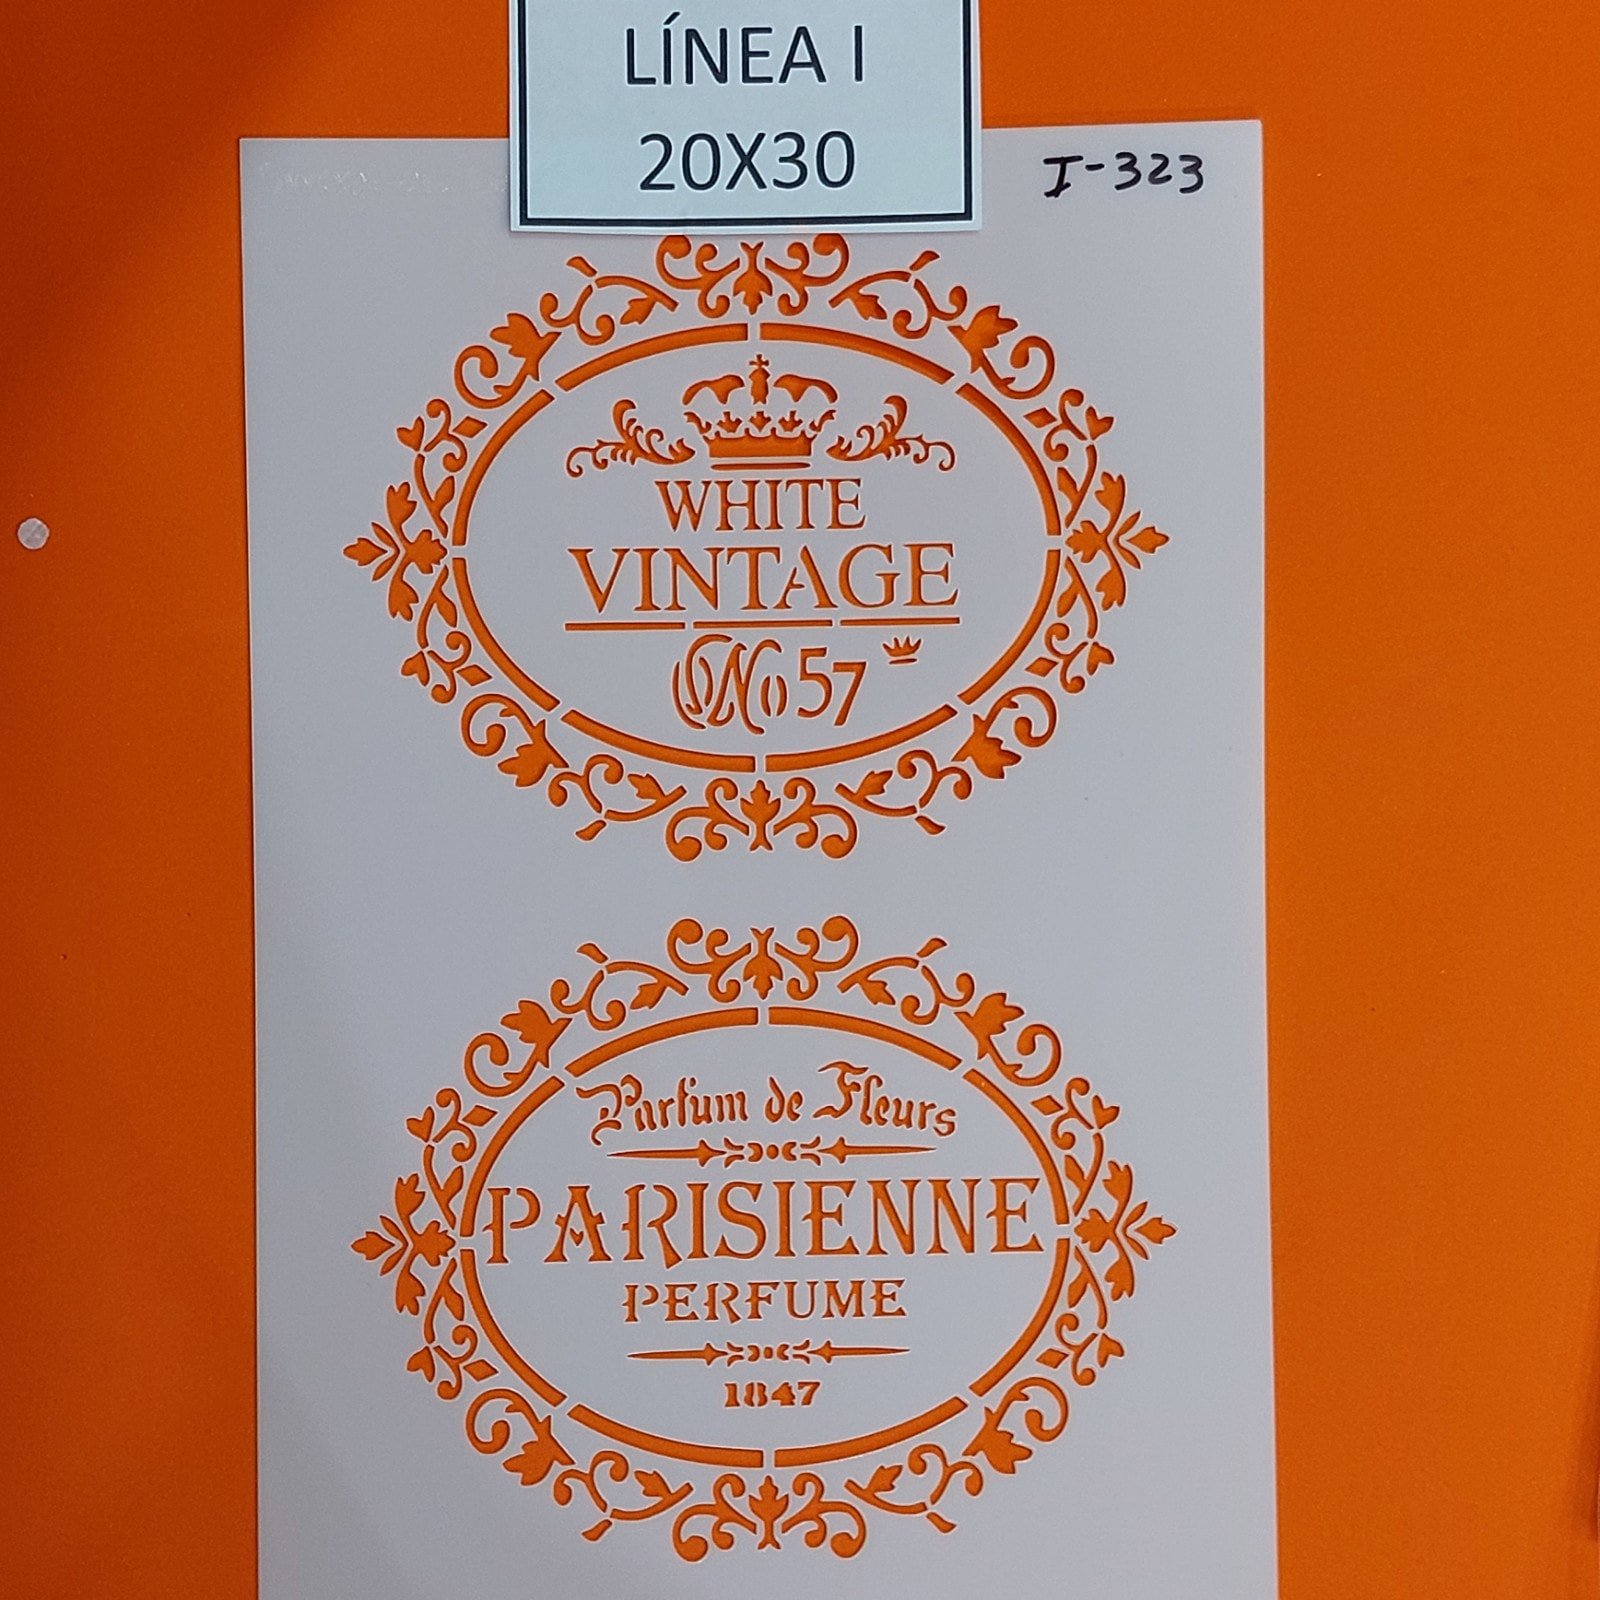 LÍNEA I
20X30
I-323
WHITE
VINTAGE
No 57
Parfum de Fleurs
PARISIENNE
PERFUME
1847